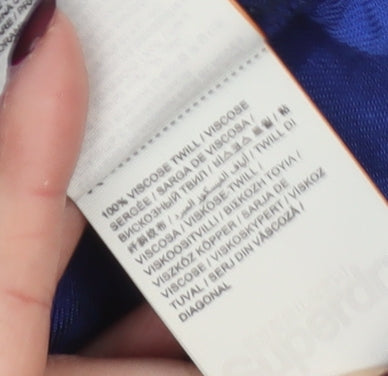 100% VISCOSE TWILL / VISCOSE
SERGÉE / SARGA DE VISCOSA /
ВИСКОЗНЫЙ ТВИЛ /
/ TWILL DI
VISCOSA / VISKOSE TWILL /
VISKOOSITVILLI / ΒΙΣΚΟΖΗ ΤΟΥΙΛ /
VISZKÓZ KÖPPER / SARJA DE
VISCOSE / VISKOSKYPERT / VISKOZ
TUVAL / SERJ DIN VÂSCOZĂ /
DIAGONAL
Superdry